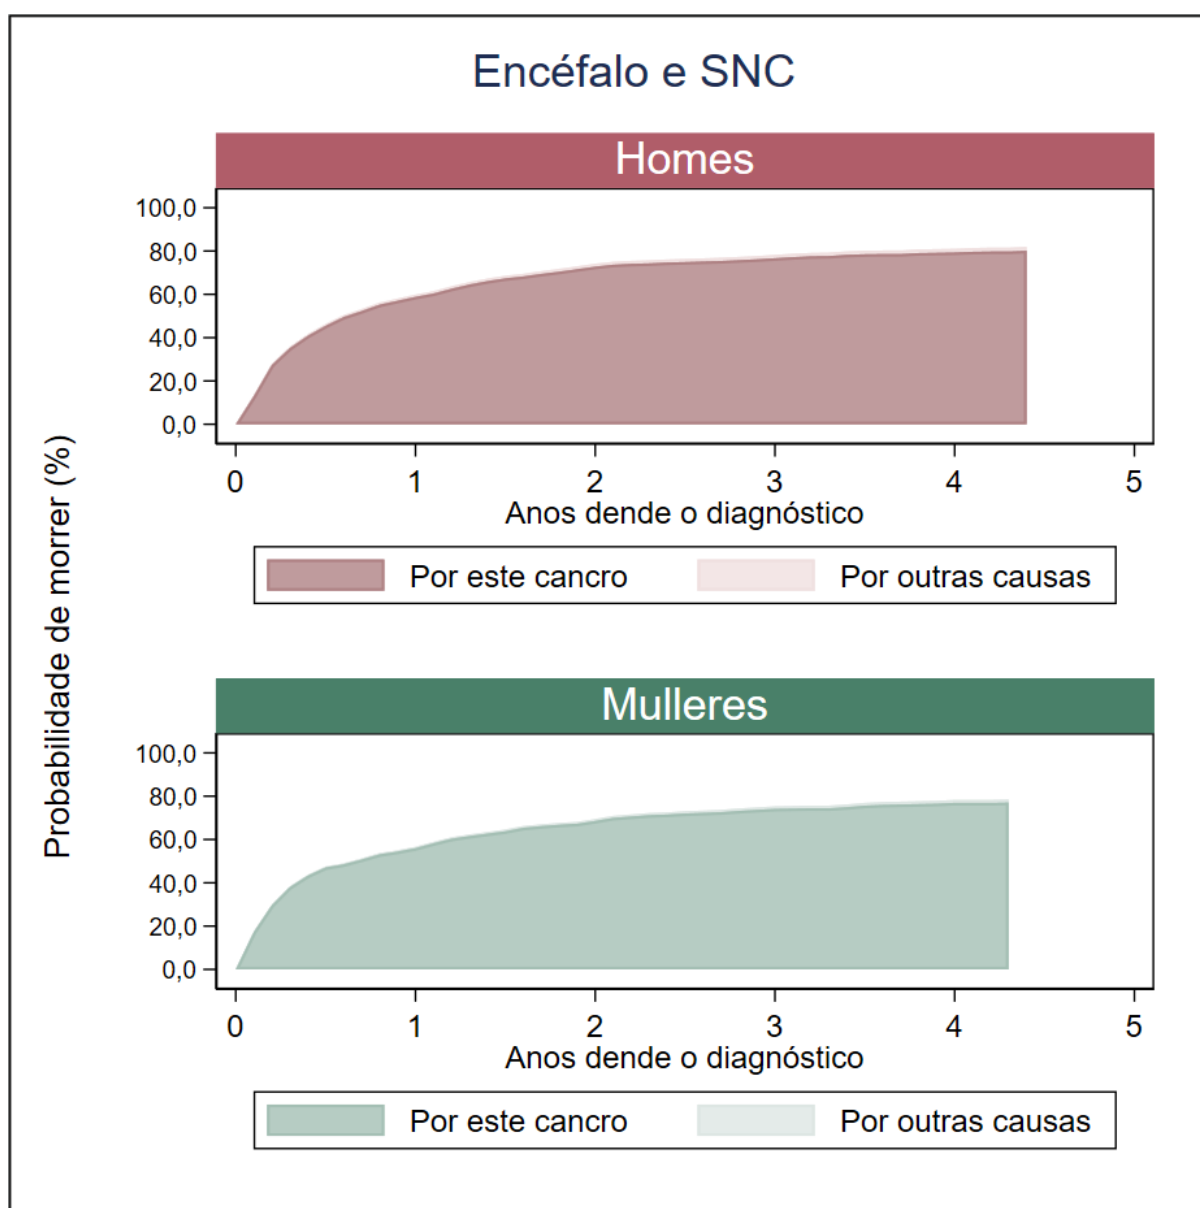 Encéfalo e SNC
Probabilidade de morrer (%)
Homes
100,0
80,0
60,0
40,0
20,0
0,0
0 1 2 3 4 5
Anos dende o diagnóstico
Por este cancro Por outras causas
Mulleres
100,0
80,0
60,0
40,0
20,0
0,0
0 1 2 3 4 5
Anos dende o diagnóstico
Por este cancro Por outras causas